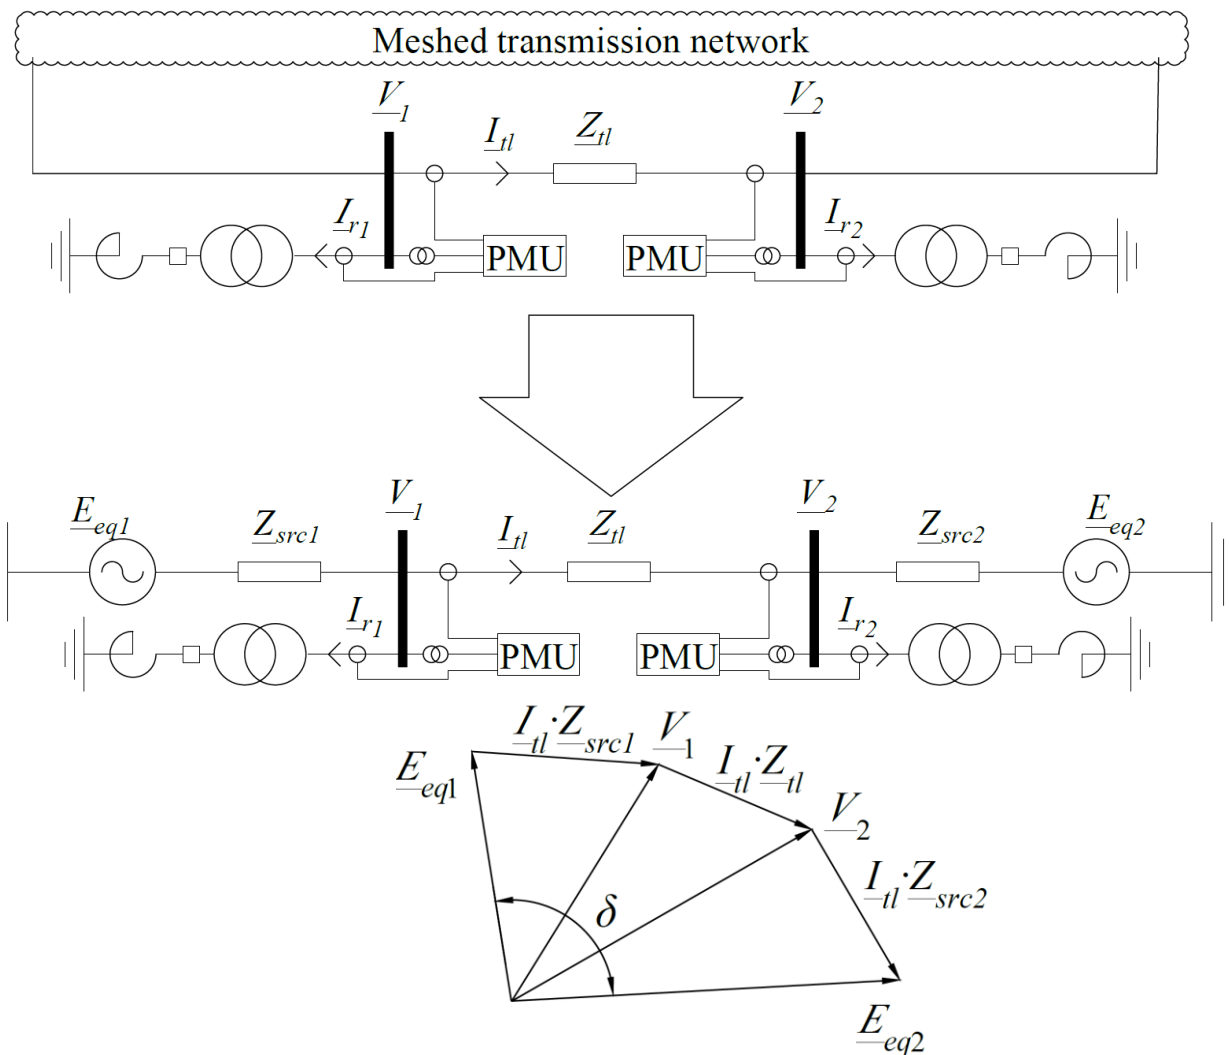 Meshed transmission network
V1 V2
Itl Ztl
Ir1 Ir2
PMU PMU
Eeq1 Zsrc1 V1 Itl Ztl V2 Zsrc2 Eeq2
Ir1 Ir2
PMU PMU
Itl·Zsrc1 V1
Eeq1 Itl·Ztl
V2
Itl·Zsrc2
δ
Eeq2